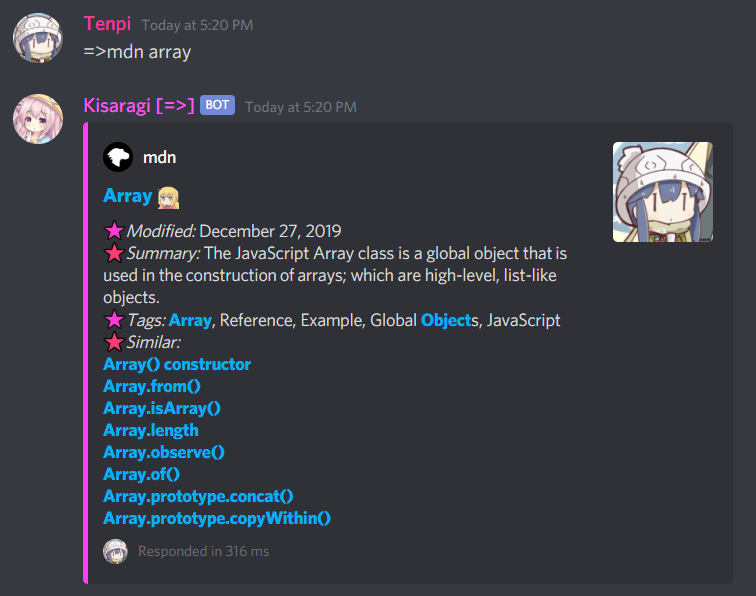 Tenpi Today at 5:20 PM
=>mdn array
Kisaragi [=>] BOT Today at 5:20 PM
mdn
Array
Modified: December 27, 2019
Summary: The JavaScript Array class is a global object that is
used in the construction of arrays; which are high-level, list-like
objects.
Tags: Array, Reference, Example, Global Objects, JavaScript
Similar:
Array() constructor
Array.from()
Array.isArray()
Array.length
Array.observe()
Array.of()
Array.prototype.concat()
Array.prototype.copyWithin()
Responded in 316 ms